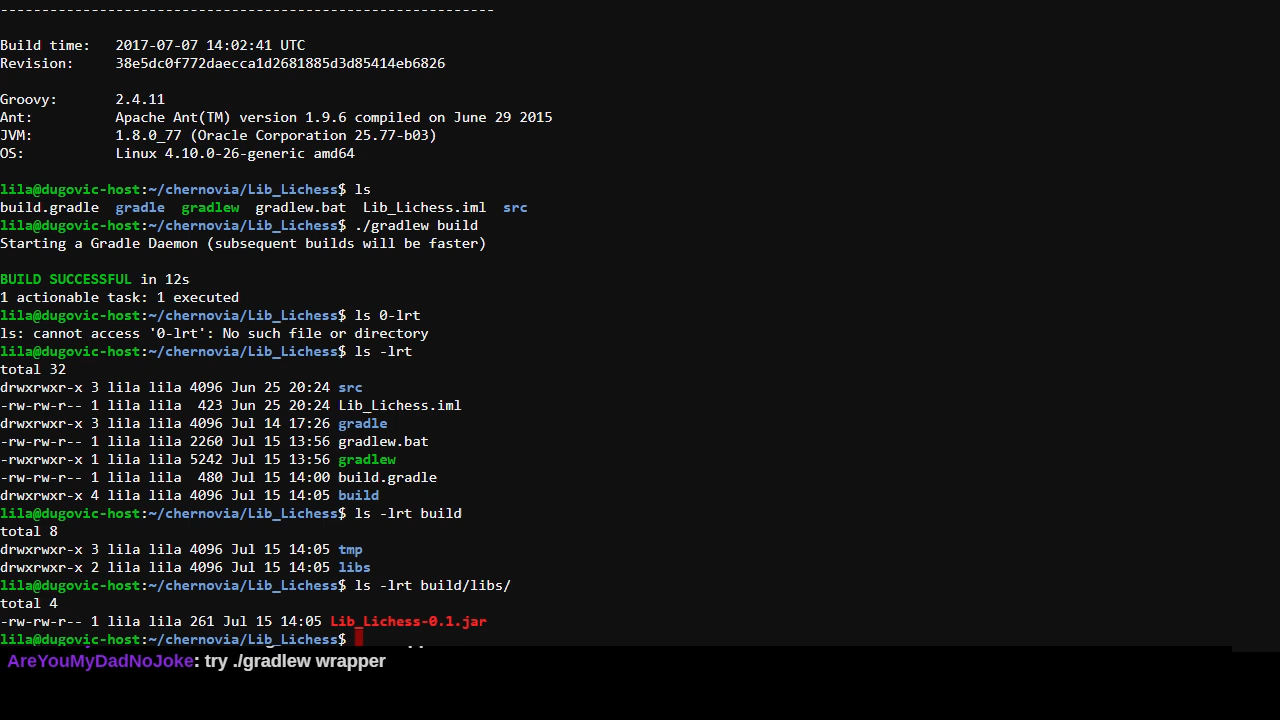 ------------------------------------------------------------
Build time:   2017-07-07 14:02:41 UTC
Revision:     38e5dc0f772daecca1d2681885d3d85414eb6826
Groovy:       2.4.11
Ant:          Apache Ant(TM) version 1.9.6 compiled on June 29 2015
JVM:          1.8.0_77 (Oracle Corporation 25.77-b03)
OS:           Linux 4.10.0-26-generic amd64
lila@dugovic-host:~/chernovia/Lib_Lichess$ ls
build.gradle  gradle  gradlew  gradlew.bat  Lib_Lichess.iml  src
lila@dugovic-host:~/chernovia/Lib_Lichess$ ./gradlew build
Starting a Gradle Daemon (subsequent builds will be faster)
BUILD SUCCESSFUL in 12s
1 actionable task: 1 executed
lila@dugovic-host:~/chernovia/Lib_Lichess$ ls 0-lrt
ls: cannot access '0-lrt': No such file or directory
lila@dugovic-host:~/chernovia/Lib_Lichess$ ls -lrt
total 32
drwxrwxr-x 3 lila lila 4096 Jun 25 20:24 src
-rw-rw-r-- 1 lila lila  423 Jun 25 20:24 Lib_Lichess.iml
drwxrwxr-x 3 lila lila 4096 Jul 14 17:26 gradle
-rw-rw-r-- 1 lila lila 2260 Jul 15 13:56 gradlew.bat
-rwxrwxr-x 1 lila lila 5242 Jul 15 13:56 gradlew
-rw-rw-r-- 1 lila lila  480 Jul 15 14:00 build.gradle
drwxrwxr-x 4 lila lila 4096 Jul 15 14:05 build
lila@dugovic-host:~/chernovia/Lib_Lichess$ ls -lrt build
total 8
drwxrwxr-x 3 lila lila 4096 Jul 15 14:05 tmp
drwxrwxr-x 2 lila lila 4096 Jul 15 14:05 libs
lila@dugovic-host:~/chernovia/Lib_Lichess$ ls -lrt build/libs/
total 4
-rw-rw-r-- 1 lila lila 261 Jul 15 14:05 Lib_Lichess-0.1.jar
lila@dugovic-host:~/chernovia/Lib_Lichess$
AreYouMyDadNoJoke: try ./gradlew wrapper